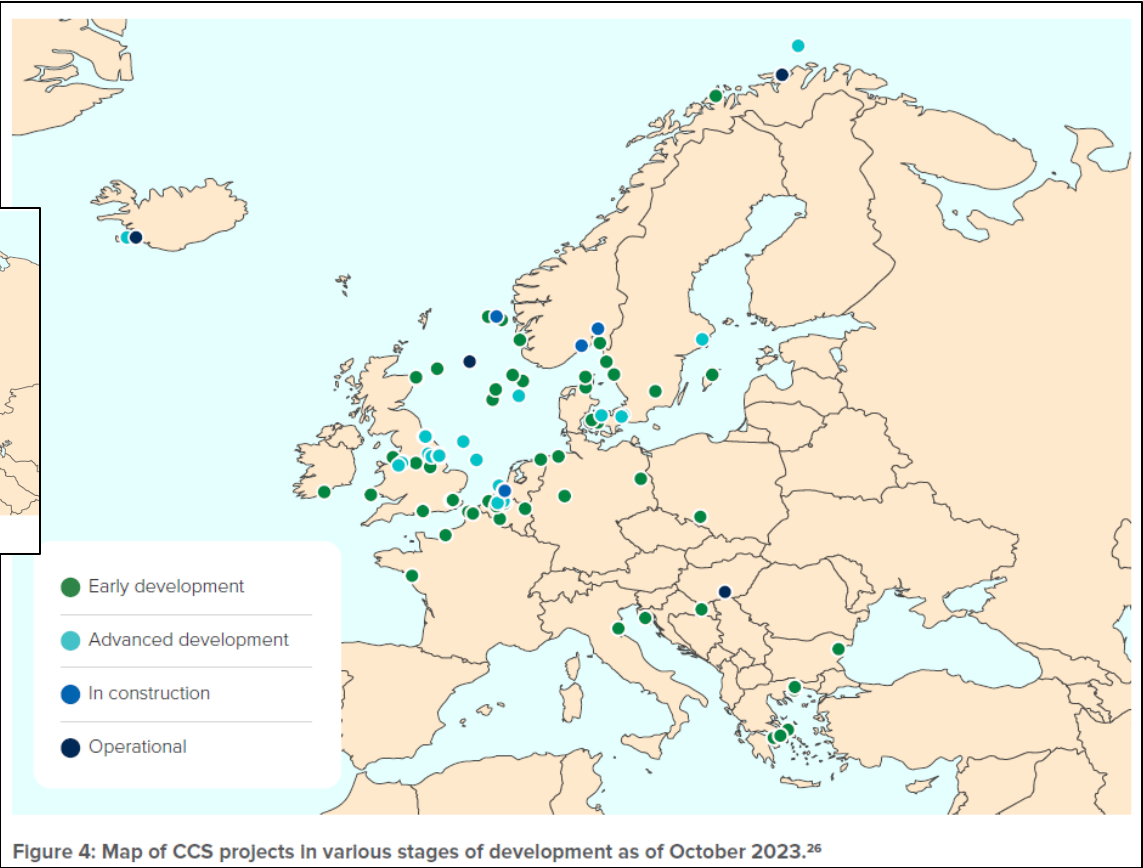 Early development
Advanced development
In construction
Operational
Figure 4: Map of CCS projects in various stages of development as of October 2023.²⁶